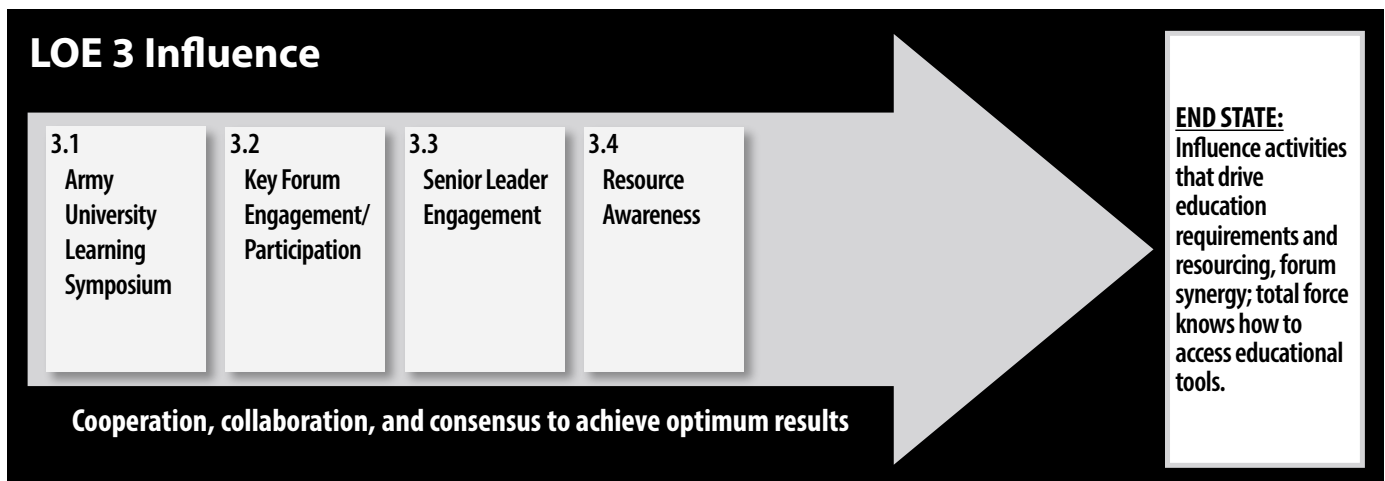 LOE 3 Influence
3.1
Army
University
Learning
Symposium
3.2
Key Forum
Engagement/
Participation
3.3
Senior Leader
Engagement
3.4
Resource
Awareness
Cooperation, collaboration, and consensus to achieve optimum results
END STATE:
Influence activities
that drive
education
requirements and
resourcing, forum
synergy; total force
knows how to
access educational
tools.